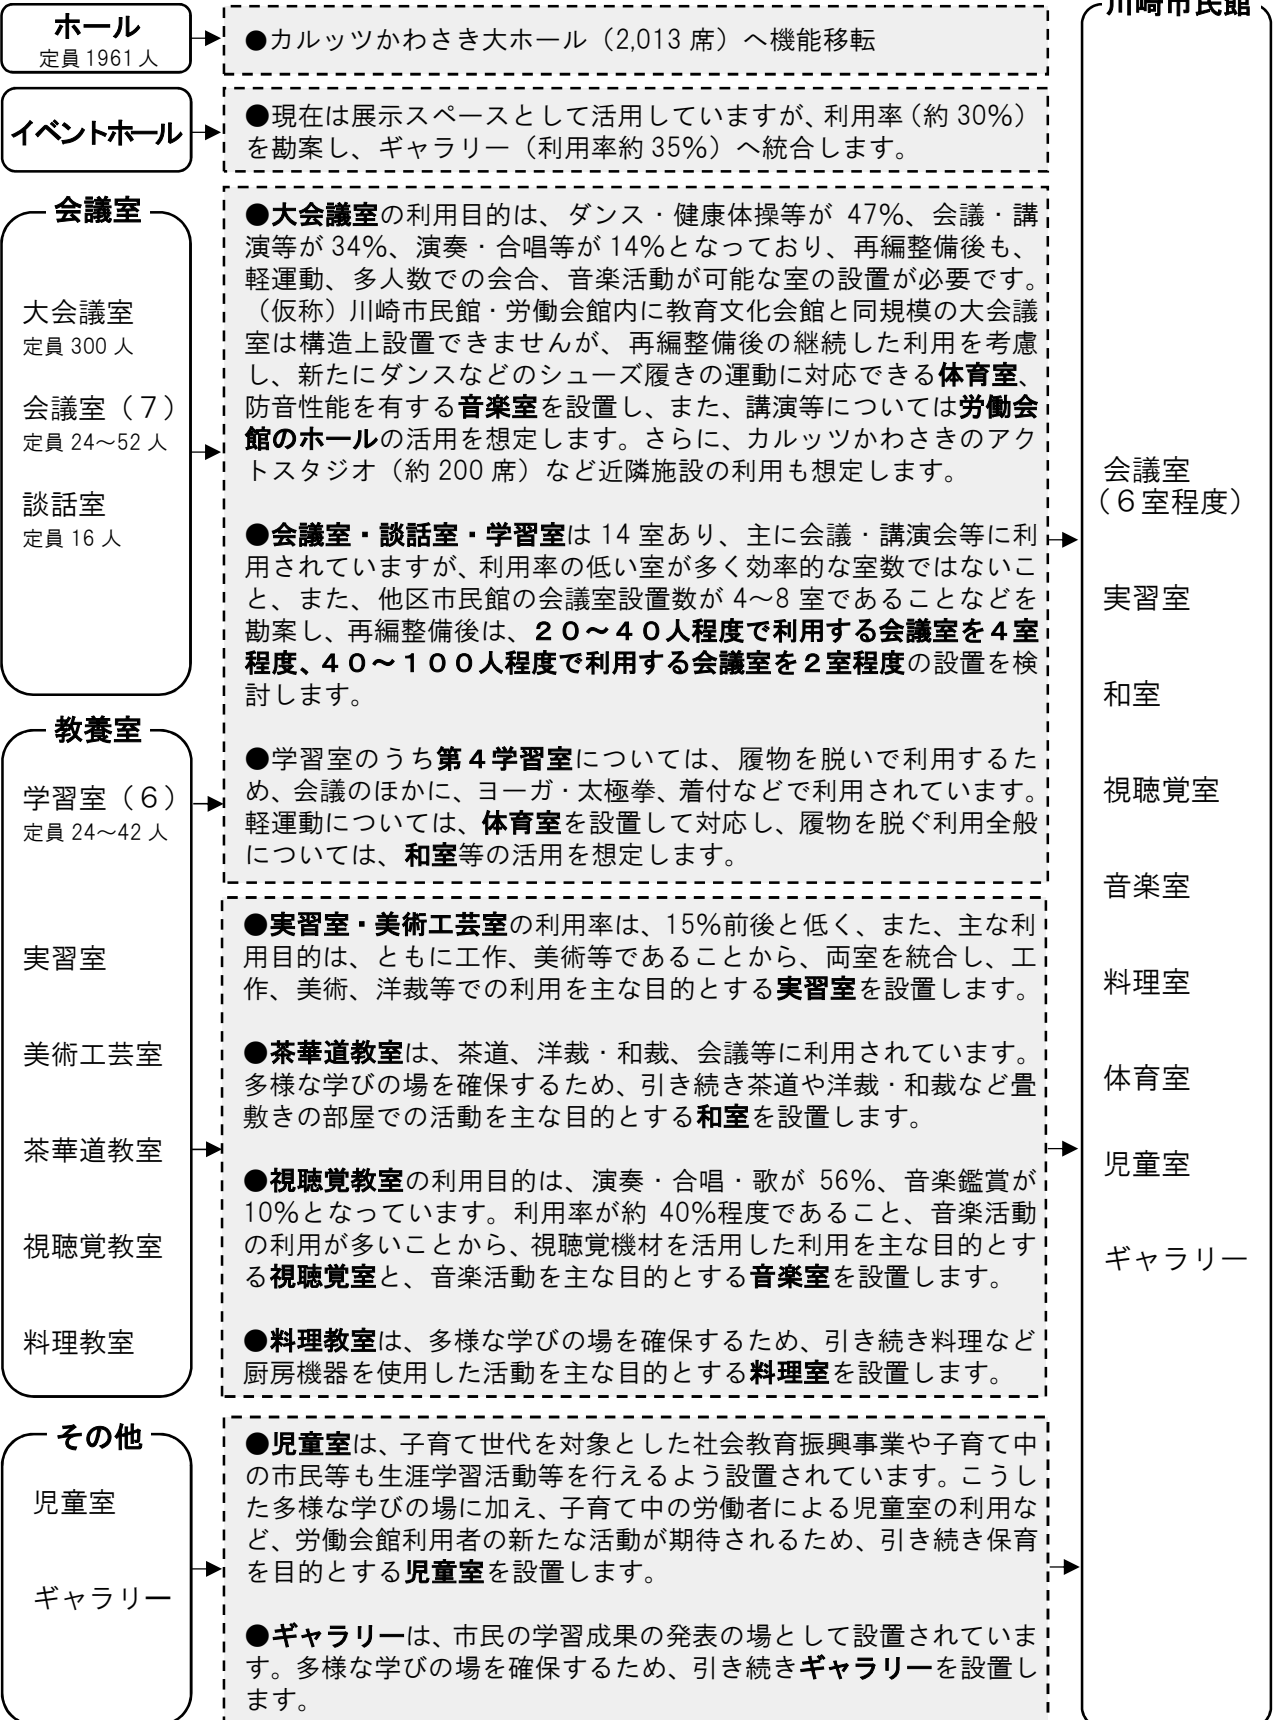 ホール
定員1961人
●カルッツかわさき大ホール（2,013 席）へ機能移転
イベントホール
●現在は展示スペースとして活用していますが、利用率（約 30％）
を勘案し、ギャラリー（利用率約 35％）へ統合します。
会議室
大会議室
定員 300 人
会議室（７）
定員 24～52 人
談話室
定員 16 人
●大会議室の利用目的は、ダンス・健康体操等が 47％、会議・講
演等が 34％、演奏・合唱等が 14％となっており、再編整備後も、
軽運動、多人数での会合、音楽活動が可能な室の設置が必要です。
（仮称）川崎市民館・労働会館内に教育文化会館と同規模の大会議
室は構造上設置できませんが、再編整備後の継続した利用を考慮
し、新たにダンスなどのシューズ履きの運動に対応できる体育室、
防音性能を有する音楽室を設置し、また、講演等については労働会
館のホールの活用を想定します。さらに、カルッツかわさきのアク
トスタジオ（約 200 席）など近隣施設の利用も想定します。
●会議室・談話室・学習室は 14 室あり、主に会議・講演会等に利
用されていますが、利用率の低い室が多く効率的な室数ではないこ
と、また、他区市民館の会議室設置数が 4～8 室であることなどを
勘案し、再編整備後は、２０～４０人程度で利用する会議室を４室
程度、４０～１００人程度で利用する会議室を２室程度の設置を検
討します。
教養室
学習室（６）
定員 24～42 人
実習室
美術工芸室
茶華道教室
視聴覚教室
料理教室
●学習室のうち第４学習室については、履物を脱いで利用するた
め、会議のほかに、ヨーガ・太極拳、着付などで利用されています。
軽運動については、体育室を設置して対応し、履物を脱ぐ利用全般
については、和室等の活用を想定します。
●実習室・美術工芸室の利用率は、15％前後と低く、また、主な利
用目的は、ともに工作、美術等であることから、両室を統合し、工
作、美術、洋裁等での利用を主な目的とする実習室を設置します。
●茶華道教室は、茶道、洋裁・和裁、会議等に利用されています。
多様な学びの場を確保するため、引き続き茶道や洋裁・和裁など畳
敷きの部屋での活動を主な目的とする和室を設置します。
●視聴覚教室の利用目的は、演奏・合唱・歌が 56％、音楽鑑賞が
10％となっています。利用率が約 40％程度であること、音楽活動
の利用が多いことから、視聴覚機材を活用した利用を主な目的とす
る視聴覚室と、音楽活動を主な目的とする音楽室を設置します。
●料理教室は、多様な学びの場を確保するため、引き続き料理など
厨房機器を使用した活動を主な目的とする料理室を設置します。
その他
児童室
ギャラリー
●児童室は、子育て世代を対象とした社会教育振興事業や子育て中
の市民等も生涯学習活動等を行えるよう設置されています。こうし
た多様な学びの場に加え、子育て中の労働者による児童室の利用な
ど、労働会館利用者の新たな活動が期待されるため、引き続き保育
を目的とする児童室を設置します。
●ギャラリーは、市民の学習成果の発表の場として設置されていま
す。多様な学びの場を確保するため、引き続きギャラリーを設置し
ます。
川崎市民館
会議室
（６室程度）
実習室
和室
視聴覚室
音楽室
料理室
体育室
児童室
ギャラリー